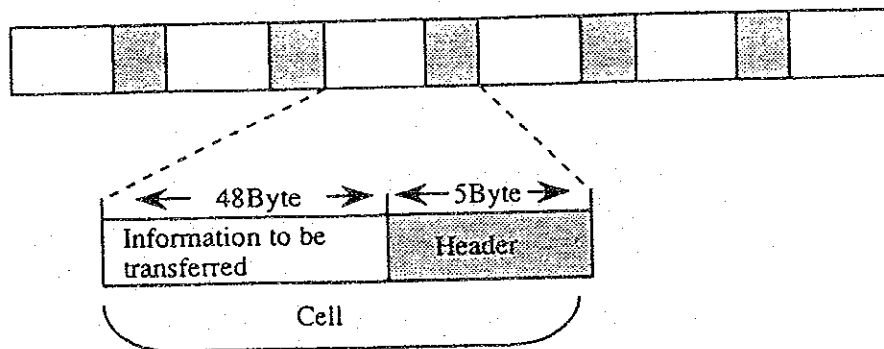 48Byte
5Byte
Information to be
transferred
Header
Cell